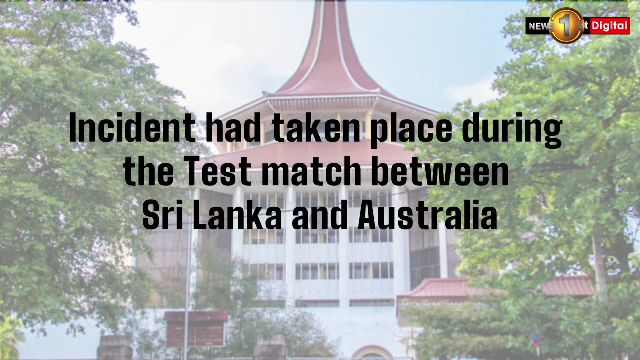 NEWS 1st Digital
Incident had taken place during
the Test match between
Sri Lanka and Australia